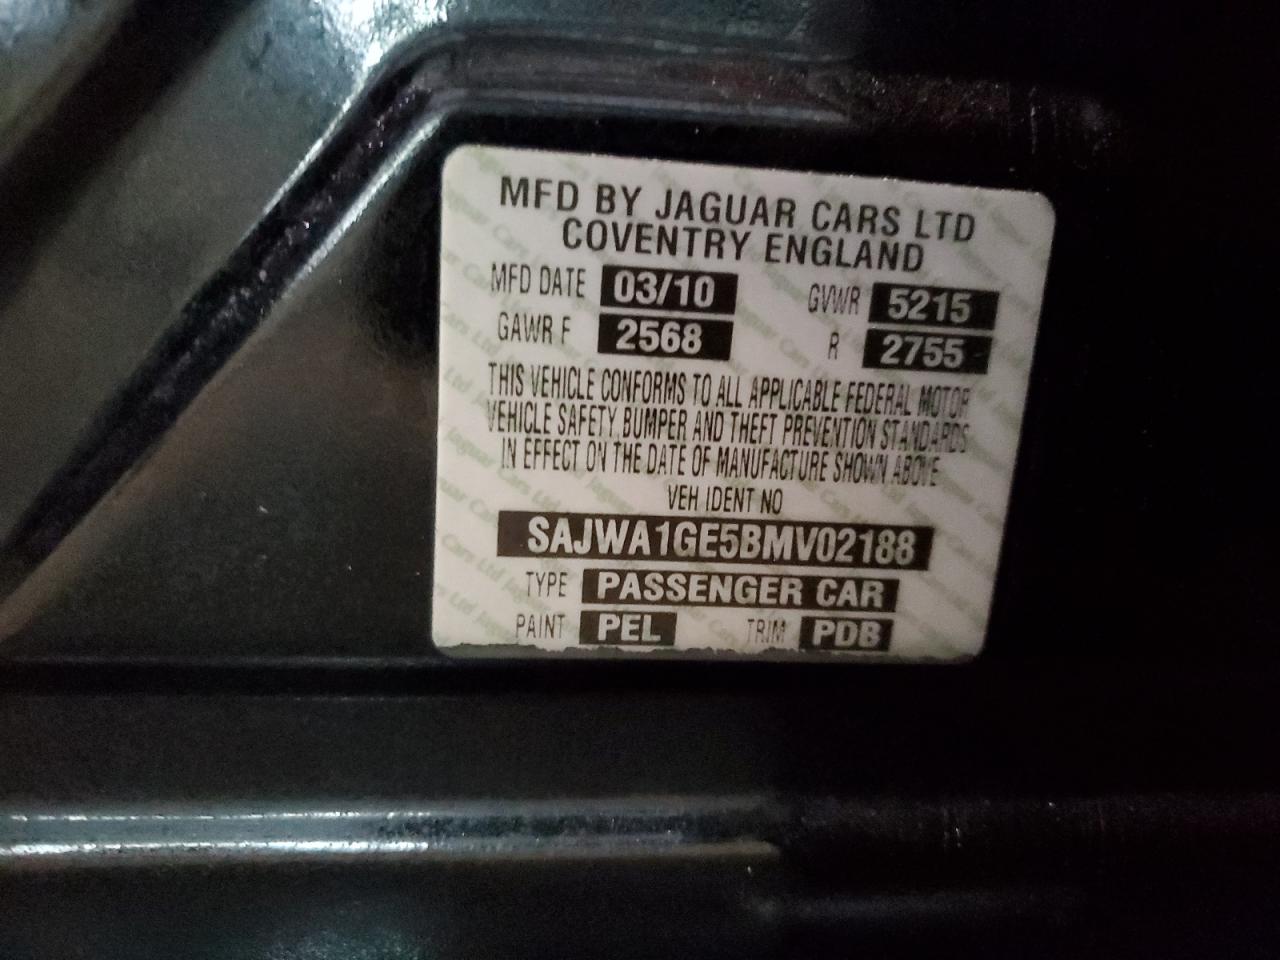 MFD BY JAGUAR CARS LTD
COVENTRY ENGLAND
MFD DATE 03/10 GVWR 5215
GAWR F 2568 R 2755
THIS VEHICLE CONFORMS TO ALL APPLICABLE FEDERAL MOTOR
VEHICLE SAFETY, BUMPER AND THEFT PREVENTION STANDARDS
IN EFFECT ON THE DATE OF MANUFACTURE SHOWN ABOVE
VEH IDENT NO
SAJWA1GE5BMV02188
TYPE PASSENGER CAR
PAINT PEL TRIM PDB